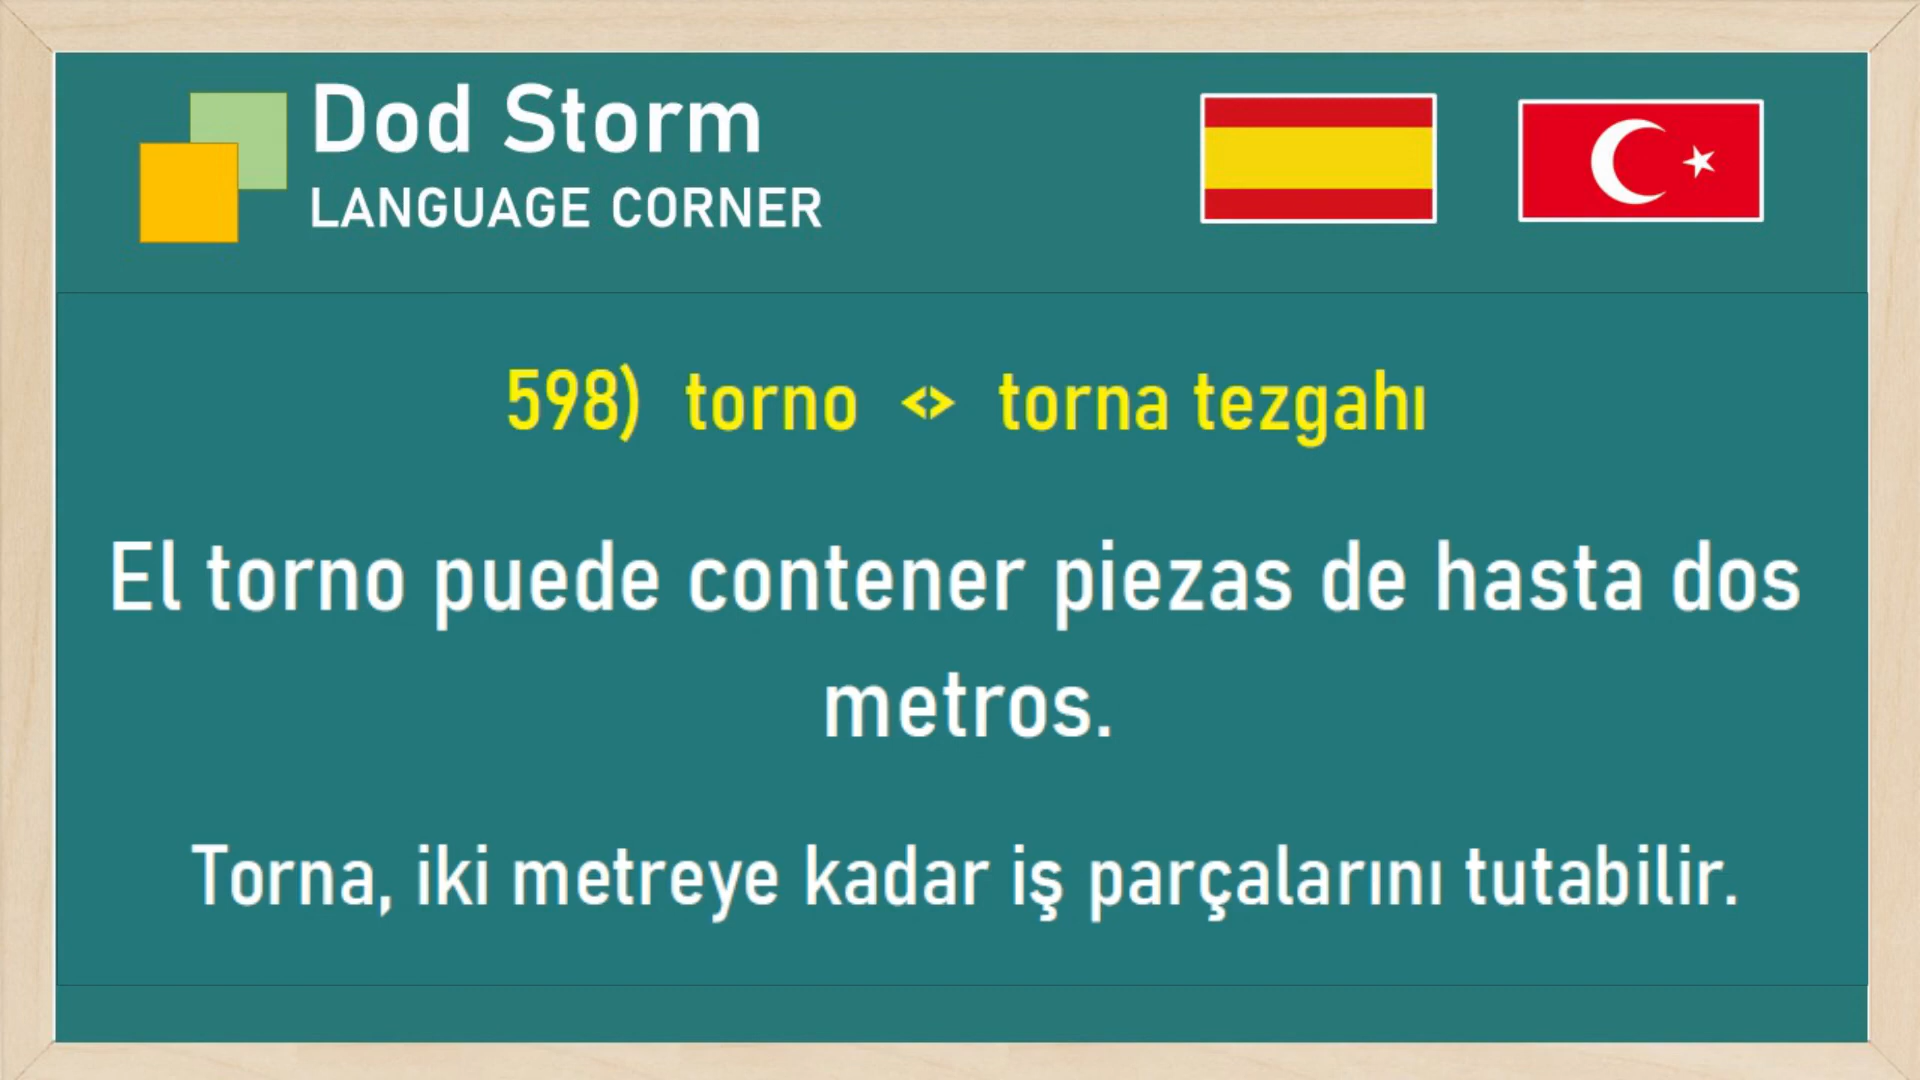 Dod Storm
LANGUAGE CORNER
598) torno <> torna tezgahı
El torno puede contener piezas de hasta dos
metros.
Torna, iki metreye kadar iş parçalarını tutabilir.